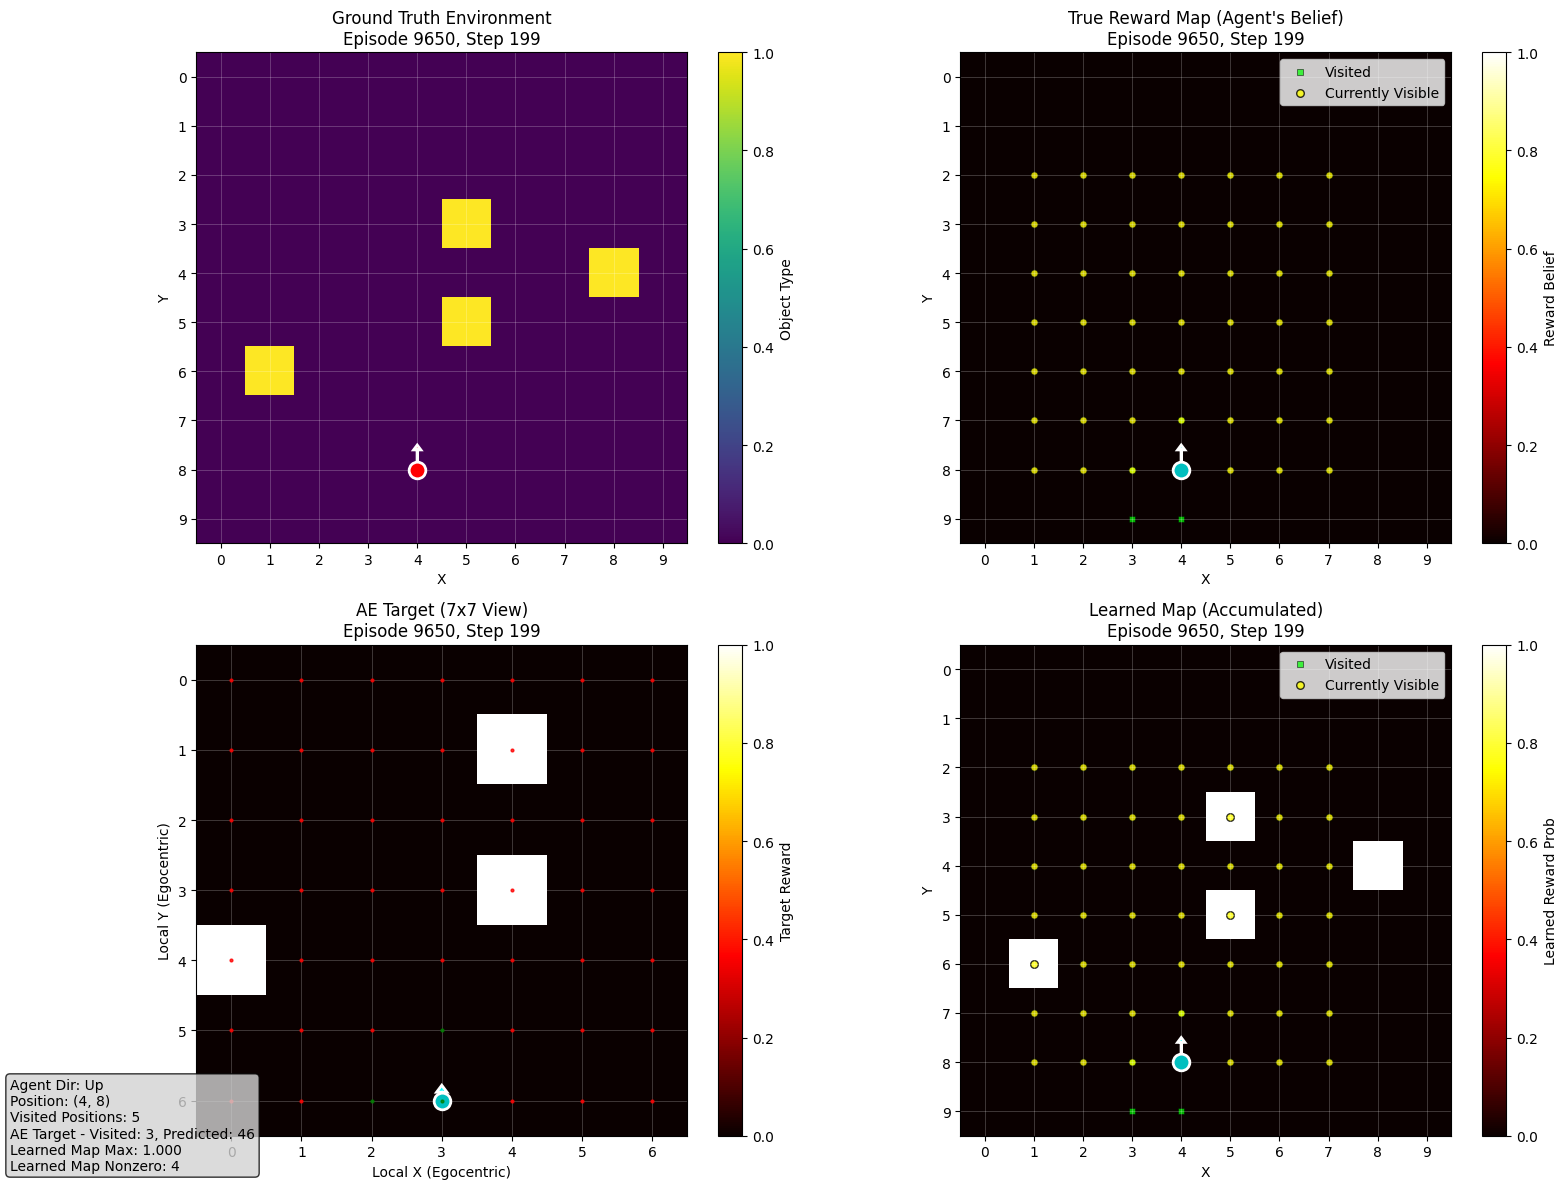 Ground Truth Environment
Episode 9650, Step 199
0
1
2
3
4
5
6
7
8
9
Y
0 1 2 3 4 5 6 7 8 9
X
1.0
0.8
0.6
0.4
0.2
0.0
Object Type
True Reward Map (Agent's Belief)
Episode 9650, Step 199
Visited
Currently Visible
0
1
2
3
4
5
6
7
8
9
Y
0 1 2 3 4 5 6 7 8 9
X
1.0
0.8
0.6
0.4
0.2
0.0
Reward Belief
AE Target (7x7 View)
Episode 9650, Step 199
0
1
2
3
4
5
6
Local Y (Egocentric)
0 1 2 3 4 5 6
Local X (Egocentric)
1.0
0.8
0.6
0.4
0.2
0.0
Target Reward
Learned Map (Accumulated)
Episode 9650, Step 199
Visited
Currently Visible
0
1
2
3
4
5
6
7
8
9
Y
0 1 2 3 4 5 6 7 8 9
X
1.0
0.8
0.6
0.4
0.2
0.0
Learned Reward Prob
Agent Dir: Up
Position: (4, 8)
Visited Positions: 5
AE Target - Visited: 3, Predicted: 46
Learned Map Max: 1.000
Learned Map Nonzero: 4